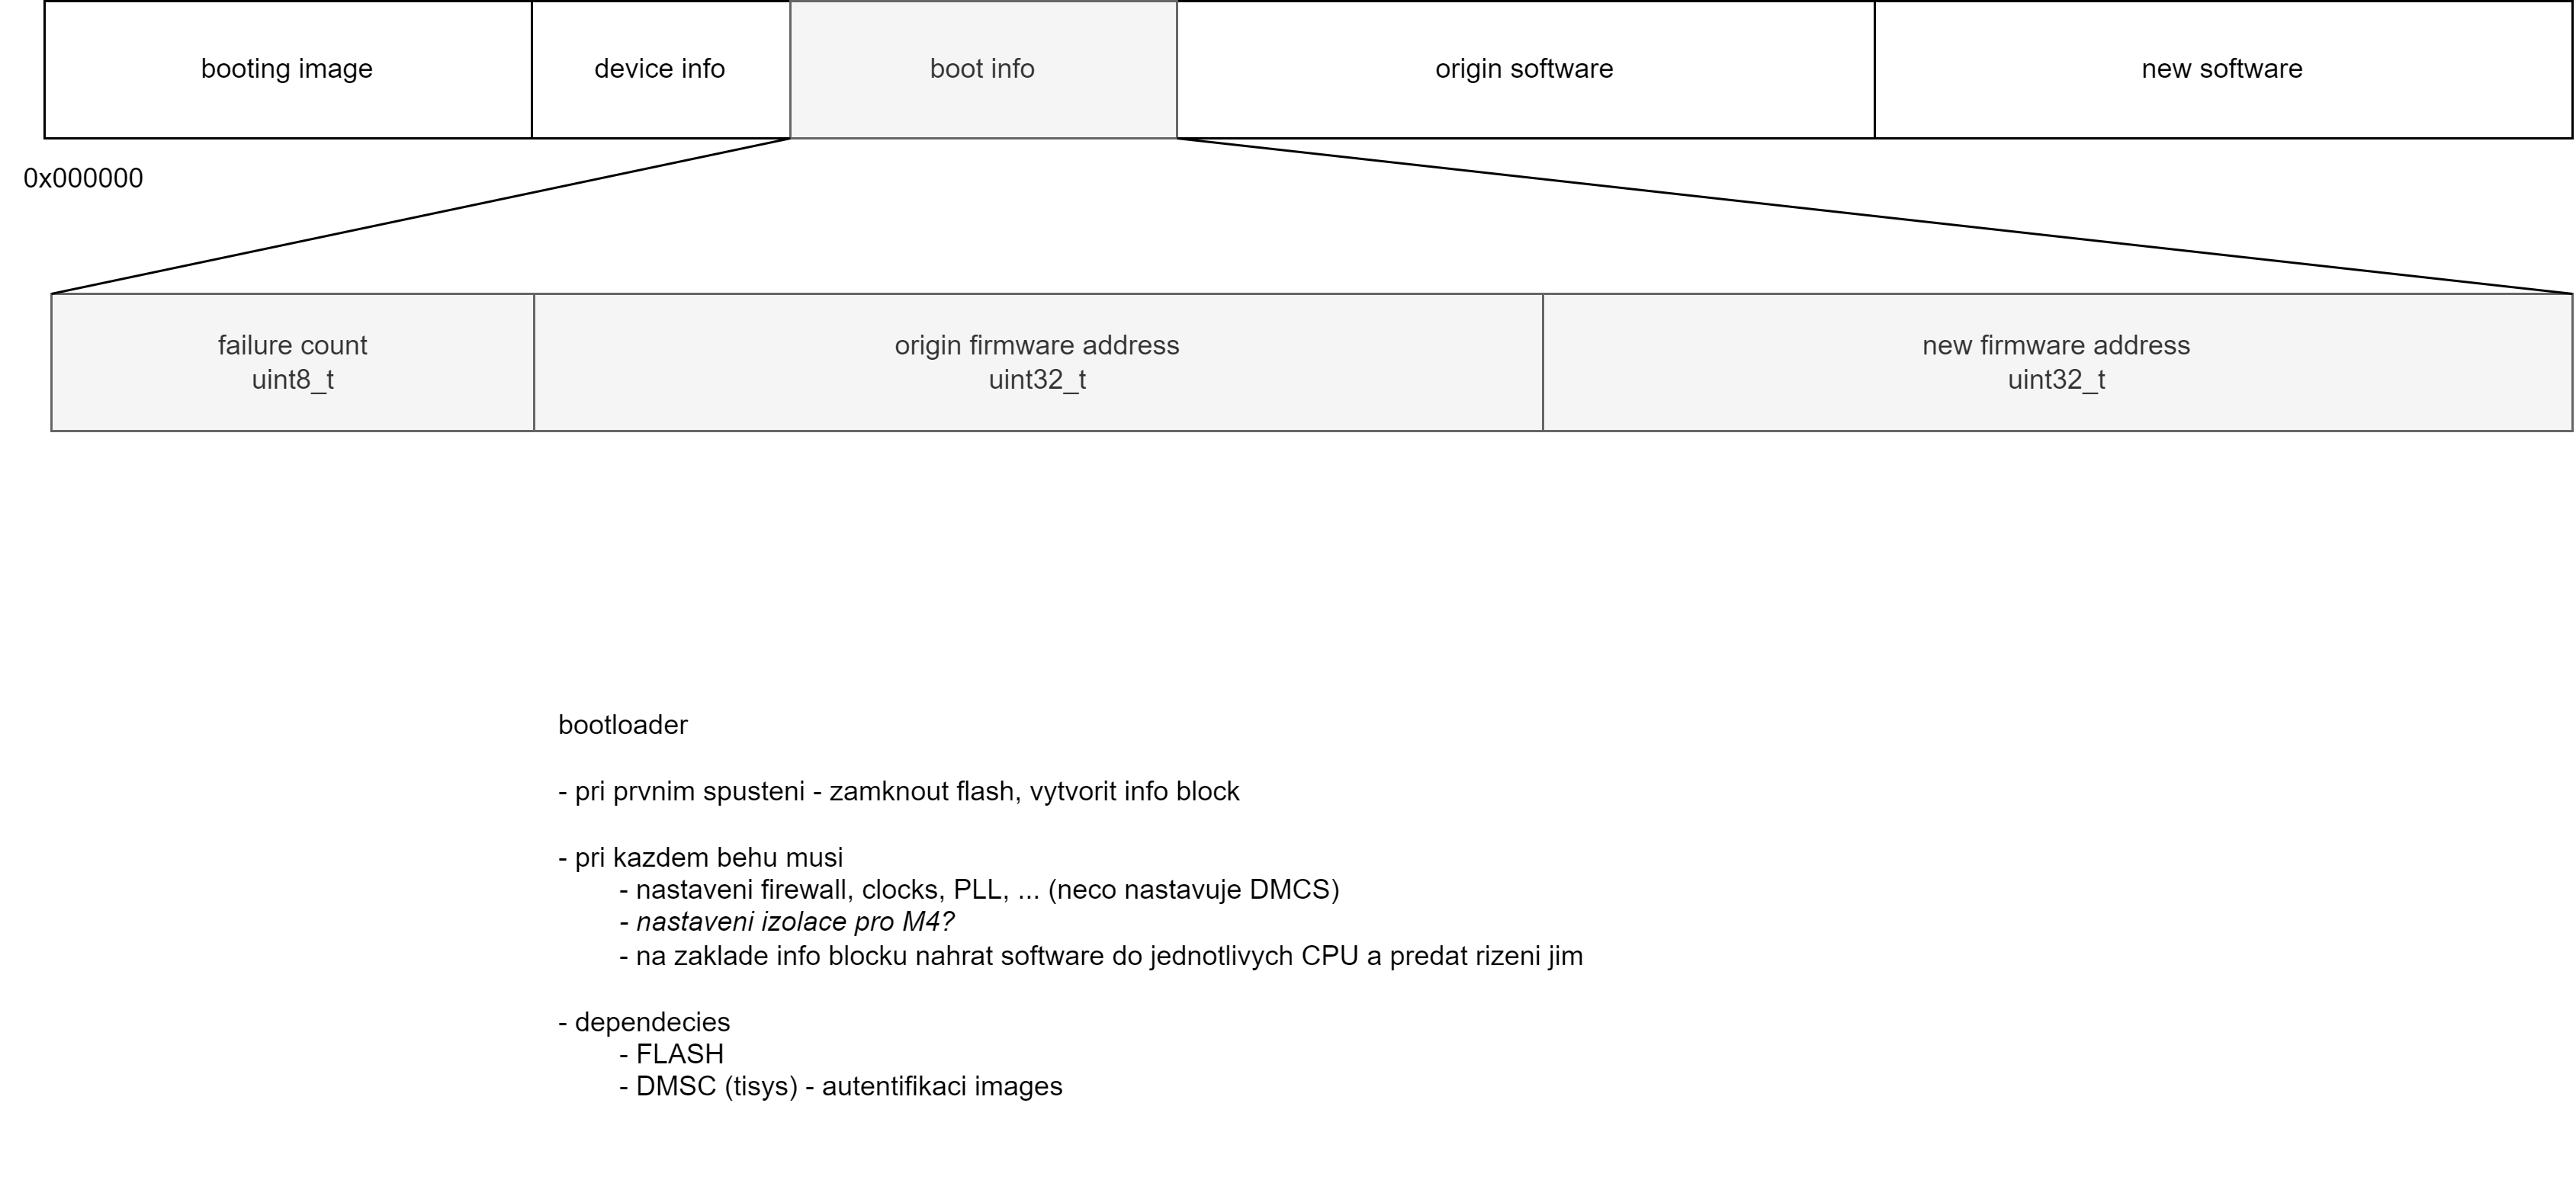 booting image
device info
boot info
origin software
new software
0x000000
failure count
uint8_t
origin firmware address
uint32_t
new firmware address
uint32_t
bootloader
- pri prvnim spusteni - zamknout flash, vytvorit info block
- pri kazdem behu musi
- nastaveni firewall, clocks, PLL, ... (neco nastavuje DMCS)
- nastaveni izolace pro M4?
- na zaklade info blocku nahrat software do jednotlivych CPU a predat rizeni jim
- dependecies
- FLASH
- DMSC (tisys) - autentifikaci images